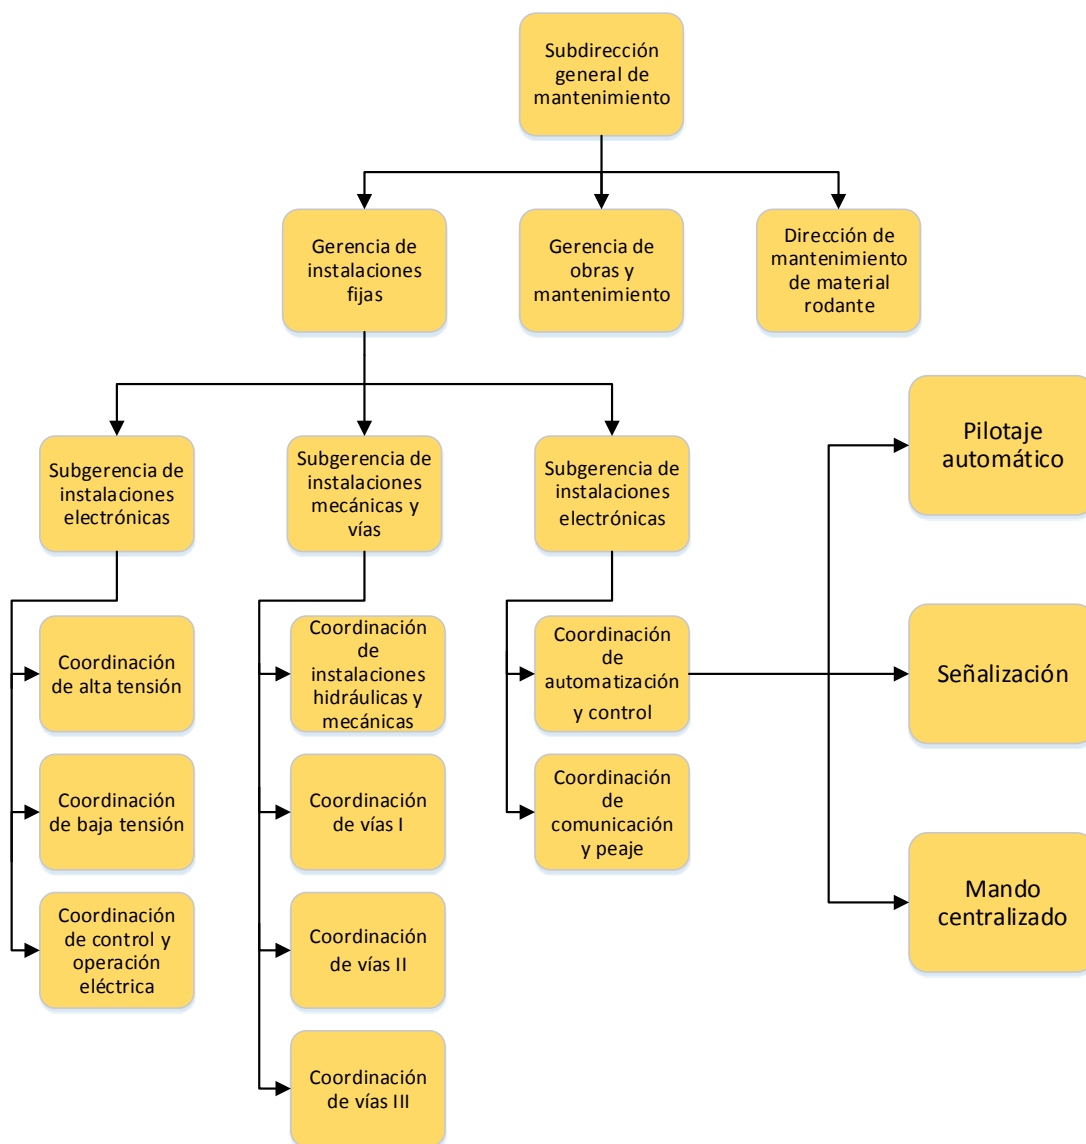 Subdirección
general de
mantenimiento
Gerencia de
instalaciones
fijas
Gerencia de
obras y
mantenimiento
Dirección de
mantenimiento
de material
rodante
Subgerencia de
instalaciones
electrónicas
Subgerencia de
instalaciones
mecánicas y
vías
Subgerencia de
instalaciones
electrónicas
Pilotaje
automático
Coordinación
de alta tensión
Coordinación
de
instalaciones
hidráulicas y
mecánicas
Coordinación
de
automatización
y control
Señalización
Coordinación
de baja tensión
Coordinación
de vías I
Coordinación
de
comunicación
y peaje
Coordinación
de control y
operación
eléctrica
Coordinación
de vías II
Mando
centralizado
Coordinación
de vías III